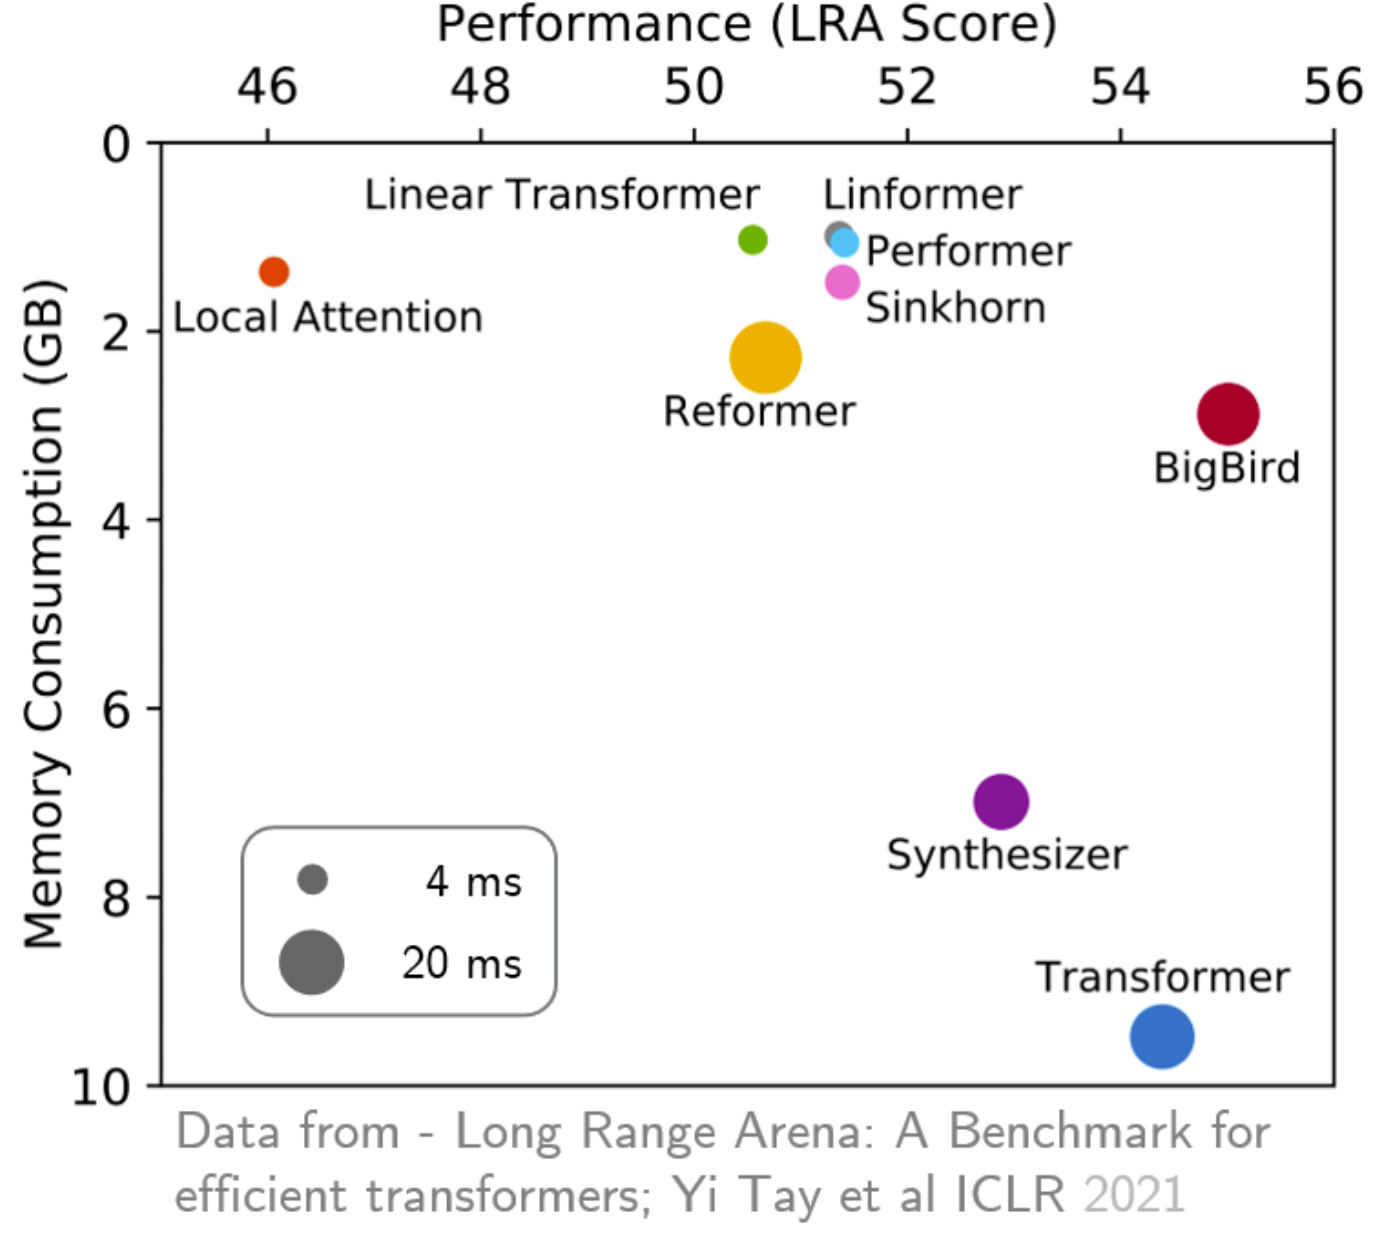 Performance (LRA Score)
46 48 50 52 54 56
0
Linear Transformer
Linformer
Performer
Sinkhorn
Local Attention
2
Reformer
BigBird
4
Memory Consumption (GB)
6
Synthesizer
8
4 ms
20 ms
Transformer
10
Data from - Long Range Arena: A Benchmark for
efficient transformers; Yi Tay et al ICLR 2021